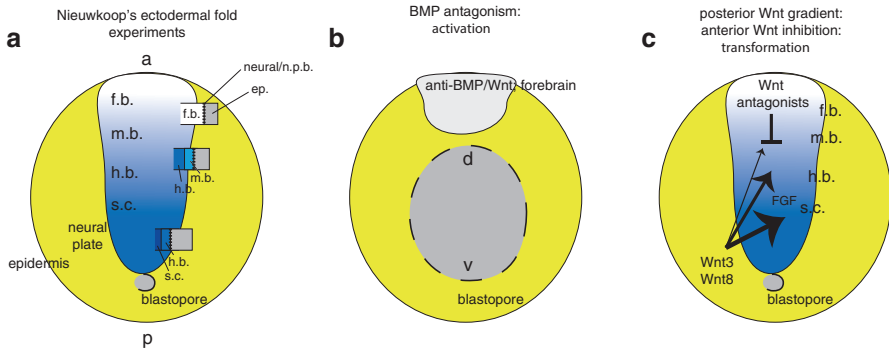 Nieuwkoop's ectodermal fold
experiments
a
a
neural/n.p.b.
ep.
f.b.
f.b.
m.b.
h.b.
m.b.
h.b.
s.c.
neural
plate
h.b.
s.c.
epidermis
blastopore
p
BMP antagonism:
activation
b
anti-BMP/Wnt; forebrain
d
v
blastopore
posterior Wnt gradient:
anterior Wnt inhibition:
transformation
c
Wnt
antagonists
f.b.
m.b.
h.b.
FGF
s.c.
Wnt3
Wnt8
blastopore